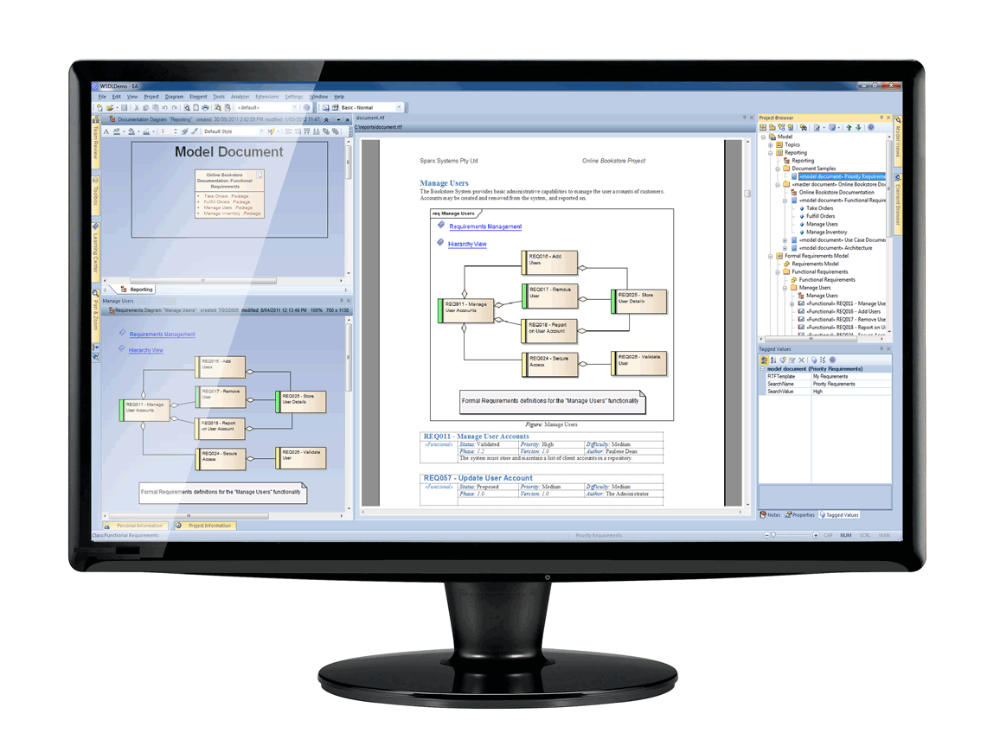 WSDLDemo - EA
File Edit View Project Diagram Element Tools Analyzer Extensions Settings Window Help
<default>
Basic - Normal
Documentation Diagram: "Reporting" created: 30/09/2011 2:42:09 PM modified:
Default Style
Team Review
Toolbox
Learning Center
Pan & Zoom
Model Document
Online Bookstore
Documentation::Functional
Requirements
+ Take Orders : Package
+ Fulfill Orders : Package
+ Manage Users : Package
+ Manage Inventory : Package
Reporting
Manage Users
Requirements Diagram: "Manage Users" created: 7/03/2005 modified: 8/04/2011 12:13:49 PM 100% 780 x 1138
Requirements Management
Hierarchy View
REQ016 - Add
Users
REQ017 - Remove
User
REQ025 - Store
User Details
REQ011 - Manage
User Accounts
REQ018 - Report
on User Account
REQ024 - Secure
Access
REQ026 - Validate
User
Formal Requirements definitions for the "Manage Users" functionality
Personal Information
Project Information
Class:Functional Requirements
document.rtf
C:\reports\document.rtf
Sparx Systems Pty Ltd
Online Bookstore Project
Manage Users
The Bookstore System provides basic administrative capabilities to manage the user accounts of customers.
Accounts may be created and removed from the system, and reported on.
req Manage Users
Requirements Management
Hierarchy View
REQ016 - Add
Users
REQ017 - Remove
User
REQ025 - Store
User Details
REQ011 - Manage
User Accounts
REQ018 - Report
on User Account
REQ024 - Secure
Access
REQ026 - Validate
User
Formal Requirements definitions for the "Manage Users" functionality
Figure: Manage Users
REQ011 - Manage User Accounts
«Functional» Status: Validated Priority: High Difficulty: Medium
Phase: 1.2 Version: 1.0 Author: Paulene Dean
The system must store and maintain a list of client accounts in a repository.
REQ057 - Update User Account
«Functional» Status: Proposed Priority: Medium Difficulty: Medium
Phase: 1.0 Version: 1.0 Author: The Administrator
Priority Requirements
Project Browser
Model
Topics
Reporting
Reporting
Document Samples
«model document» Priority Requireme
«master document» Online Bookstore Doc
Online Bookstore Documentation
«model document» Functional Require
Take Orders
Fulfill Orders
Manage Users
Manage Inventory
«model document» Use Case Docume
«model document» Architecture
Formal Requirements Model
Requirements Model
Functional Requirements
Functional Requirements
Manage Users
Manage Users
«Functional» REQ011 - Manage Use
«Functional» REQ016 - Add Users
«Functional» REQ017 - Remove Use
«Functional» REQ018 - Report on Us
Model Views
Element Browser
Tagged Values
model document (Priority Requirements)
RTFTemplate My Requirements
SearchName Priority Requirements
SearchValue High
Notes
Properties
Tagged Values
CAP NUM SCRL WAN